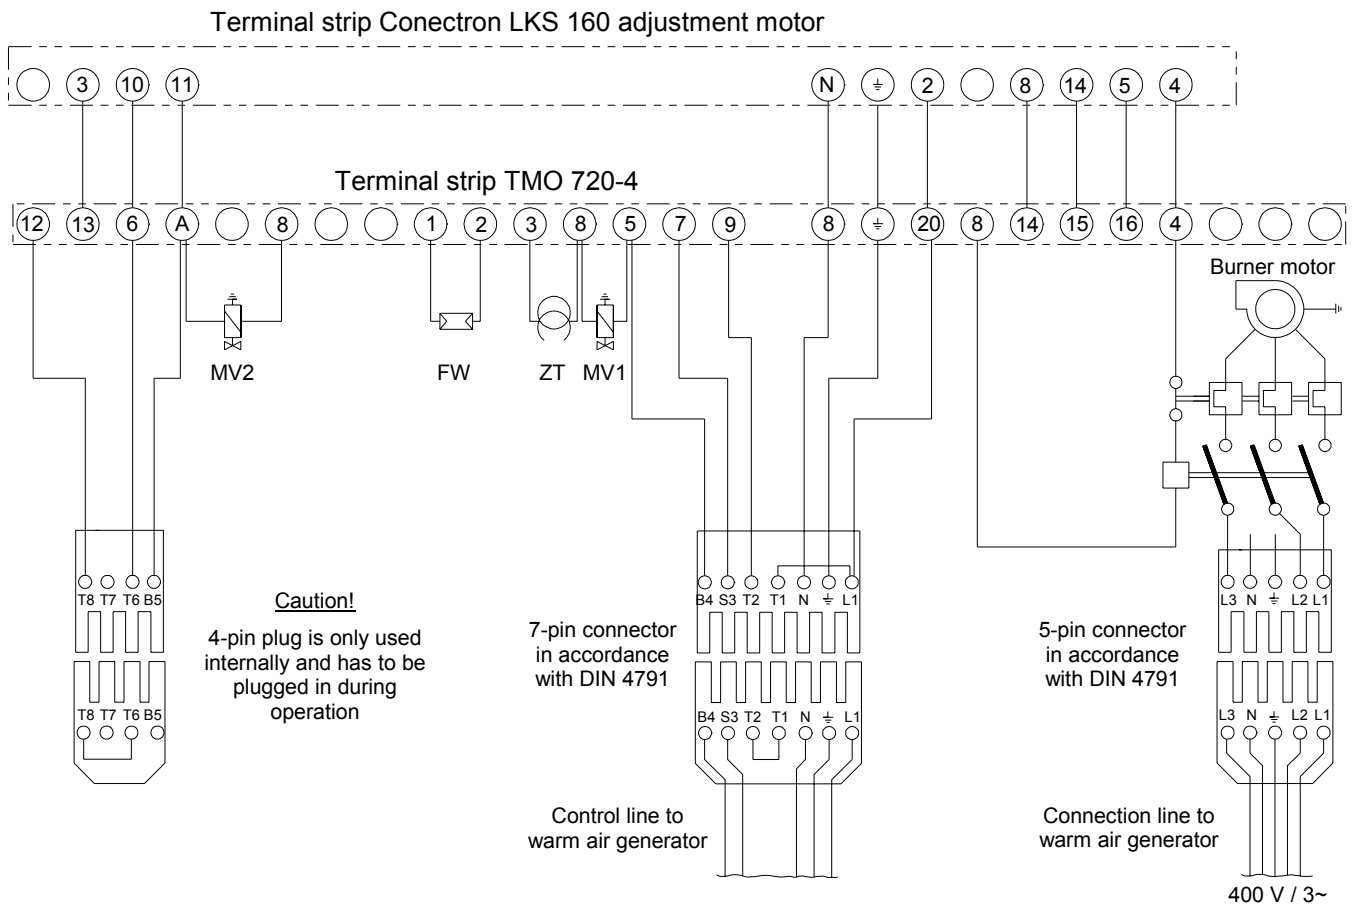 Terminal strip Conectron LKS 160 adjustment motor
3 10 11 N 2 8 14 5 4
Terminal strip TMO 720-4
12 13 6 A 8 1 2 3 8 5 7 9 8 20 8 14 15 16 4
Burner motor
MV2 FW ZT MV1
T8 T7 T6 B5
B4 S3 T2 T1 N L1
L3 N L2 L1
Caution!
4-pin plug is only used
internally and has to be
plugged in during
operation
7-pin connector
in accordance
with DIN 4791
5-pin connector
in accordance
with DIN 4791
T8 T7 T6 B5
B4 S3 T2 T1 N L1
L3 N L2 L1
Control line to
warm air generator
Connection line to
warm air generator
400 V / 3~